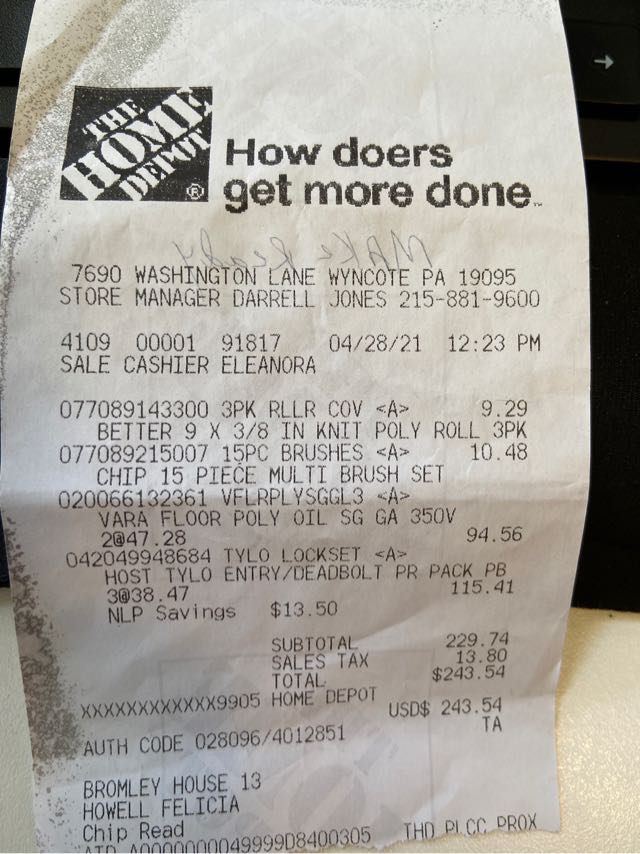 THE
HOME
DEPOT®
How doers
get more done™
Make Ready
7690 WASHINGTON LANE WYNCOTE PA 19095
STORE MANAGER DARRELL JONES 215-881-9600
4109 00001 91817 04/28/21 12:23 PM
SALE CASHIER ELEANORA
077089143300 3PK RLLR COV <A> 9.29
BETTER 9 X 3/8 IN KNIT POLY ROLL 3PK
077089215007 15PC BRUSHES <A> 10.48
CHIP 15 PIECE MULTI BRUSH SET
020066132361 VFLRPLYSGGL3 <A>
VARA FLOOR POLY OIL SG GA 350V
2@47.28 94.56
042049948684 TYLO LOCKSET <A>
HOST TYLO ENTRY/DEADBOLT PR PACK PB
3@38.47 115.41
NLP Savings $13.50
SUBTOTAL 229.74
SALES TAX 13.80
TOTAL $243.54
XXXXXXXXXXXX9905 HOME DEPOT
USD$ 243.54
AUTH CODE 028096/4012851 TA
BROMLEY HOUSE 13
HOWELL FELICIA
Chip Read
AID A0000000049999D8400305 THD PLCC PROX